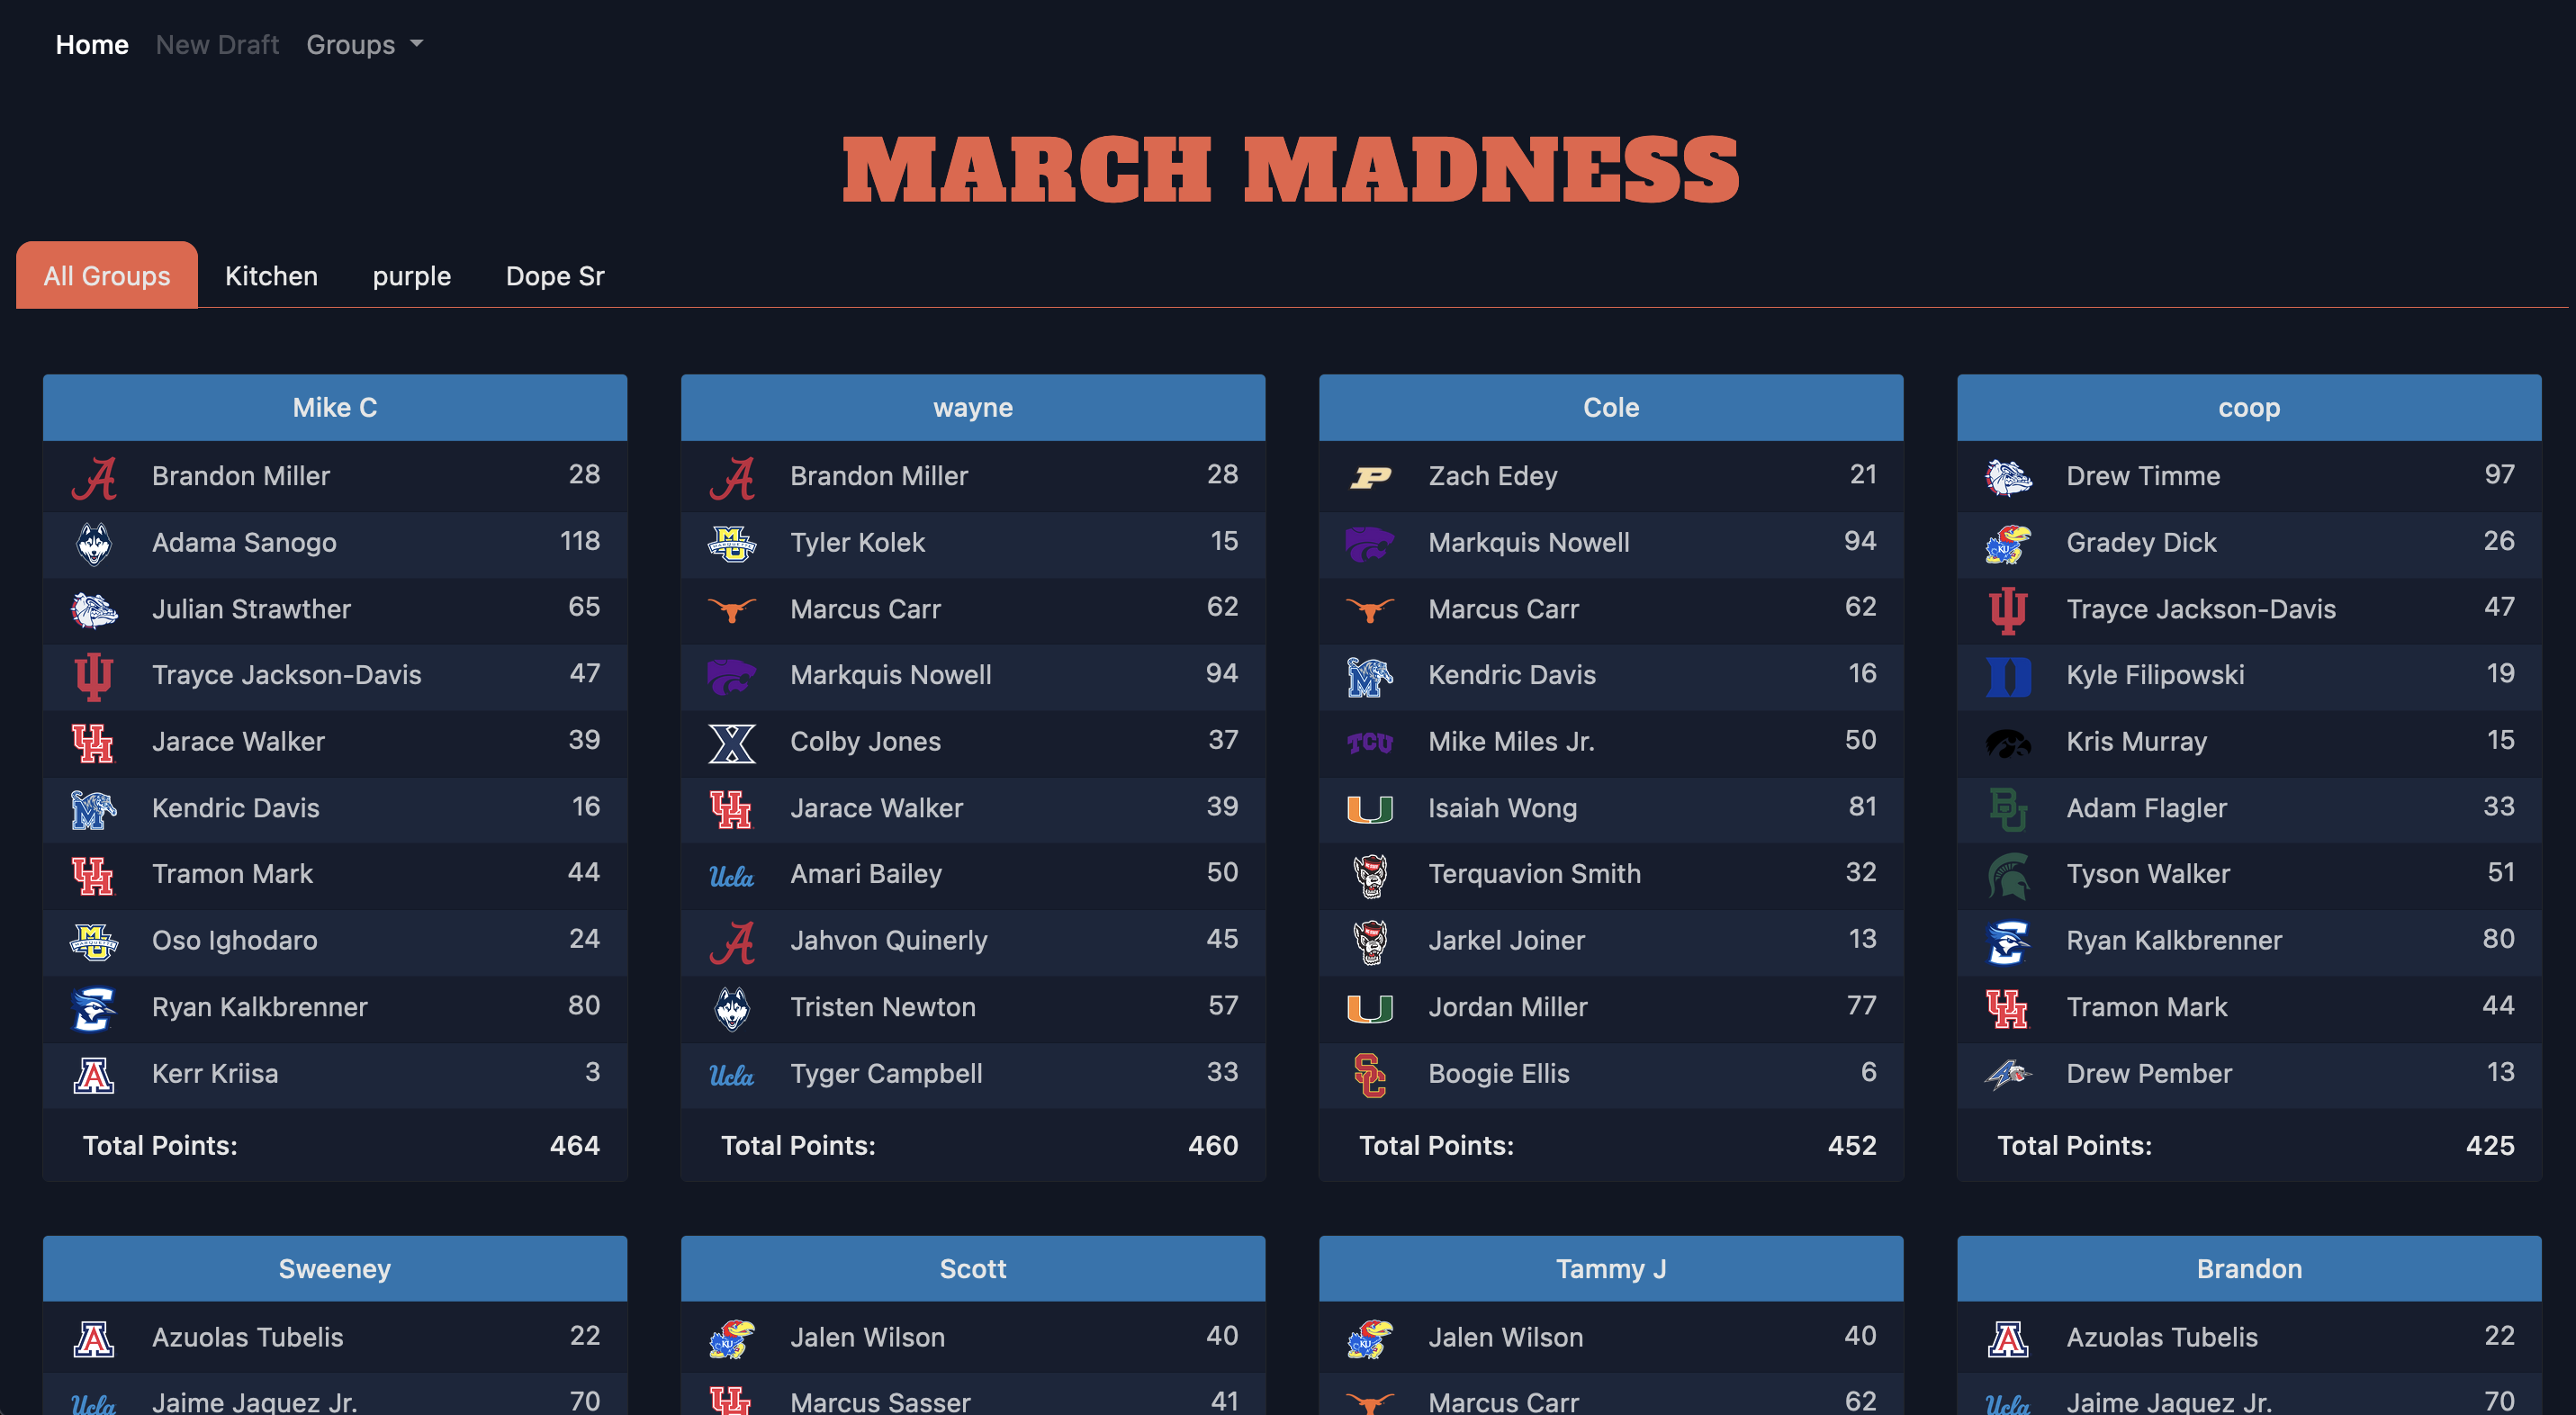 Home New Draft Groups
MARCH MADNESS
All Groups Kitchen purple Dope Sr
Mike C
Brandon Miller 28
Adama Sanogo 118
Julian Strawther 65
Trayce Jackson-Davis 47
Jarace Walker 39
Kendric Davis 16
Tramon Mark 44
Oso Ighodaro 24
Ryan Kalkbrenner 80
Kerr Kriisa 3
Total Points: 464
wayne
Brandon Miller 28
Tyler Kolek 15
Marcus Carr 62
Markquis Nowell 94
Colby Jones 37
Jarace Walker 39
Ucla Amari Bailey 50
Jahvon Quinerly 45
Tristen Newton 57
Ucla Tyger Campbell 33
Total Points: 460
Cole
Zach Edey 21
Markquis Nowell 94
Marcus Carr 62
Kendric Davis 16
TCU Mike Miles Jr. 50
Isaiah Wong 81
Terquavion Smith 32
Jarkel Joiner 13
Jordan Miller 77
Boogie Ellis 6
Total Points: 452
coop
Drew Timme 97
Gradey Dick 26
Trayce Jackson-Davis 47
Kyle Filipowski 19
Kris Murray 15
Adam Flagler 33
Tyson Walker 51
Ryan Kalkbrenner 80
Tramon Mark 44
Drew Pember 13
Total Points: 425
Sweeney
Azuolas Tubelis 22
Ucla Jaime Jaquez Jr. 70
Scott
Jalen Wilson 40
Marcus Sasser 41
Tammy J
Jalen Wilson 40
Marcus Carr 62
Brandon
Azuolas Tubelis 22
Ucla Jaime Jaquez Jr. 70